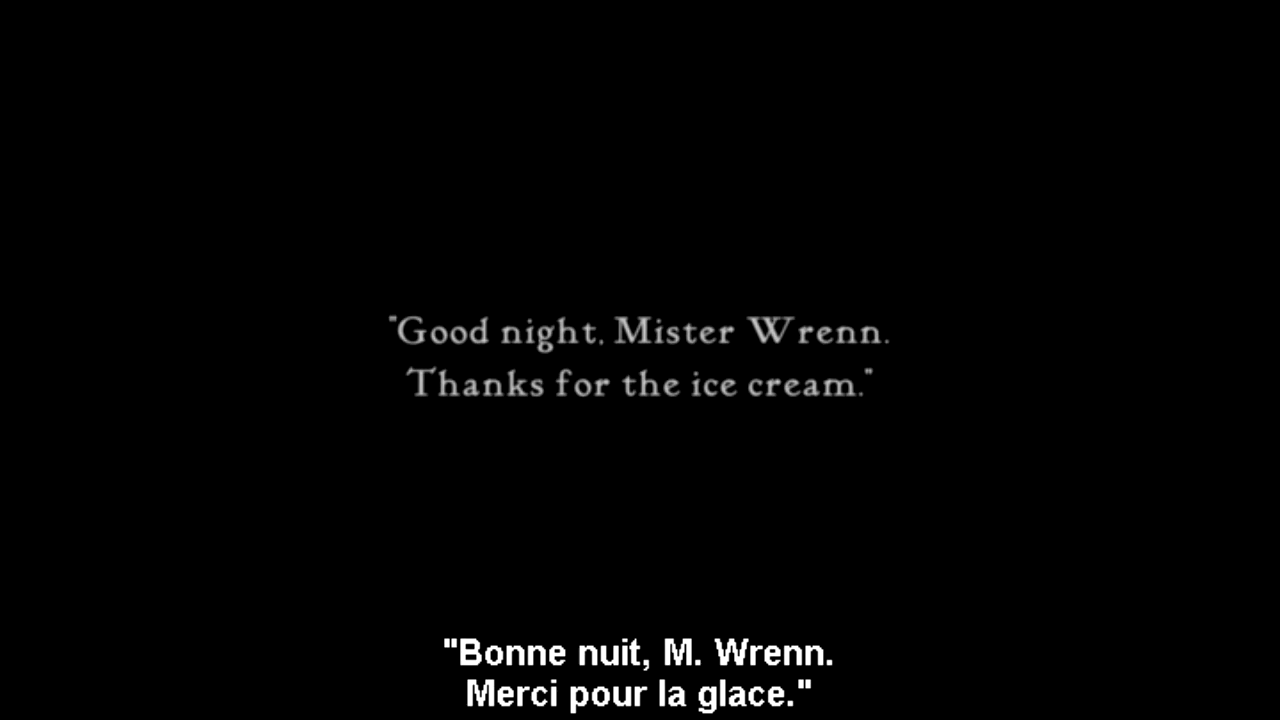 "Good night, Mister Wrenn.
Thanks for the ice cream."
"Bonne nuit, M. Wrenn.
Merci pour la glace."